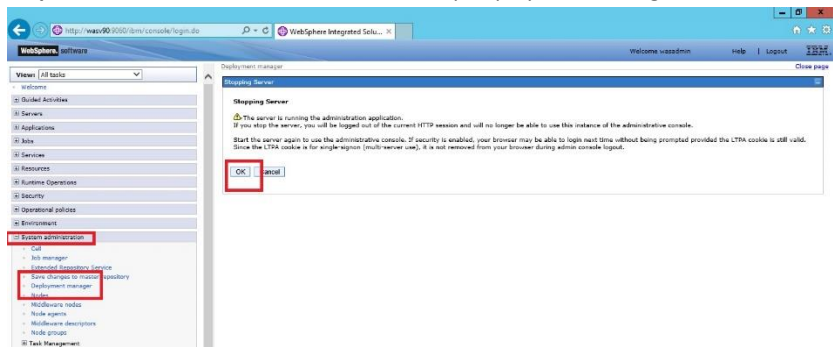 http://wasv90:9060/ibm/console/login.do
WebSphere Integrated Solu...
WebSphere. software
Welcome wasadmin
Help | Logout
IBM.
View: All tasks
Welcome
Guided Activities
Servers
Applications
Jobs
Services
Resources
Runtime Operations
Security
Operational policies
Environment
System administration
Cell
Job manager
Extended Repository Service
Save changes to master repository
Deployment manager
Nodes
Middleware nodes
Node agents
Middleware descriptors
Node groups
Task Management
Deployment manager
Close page
Stopping Server
Stopping Server
The server is running the administration application.
If you stop the server, you will be logged out of the current HTTP session and will no longer be able to use this instance of the administrative console.
Start the server again to use the administrative console. If security is enabled, your browser may be able to login next time without being prompted provided the LTPA cookie is still valid.
Since the LTPA cookie is for single-signon (multi-server use), it is not removed from your browser during admin console logout.
OK
Cancel